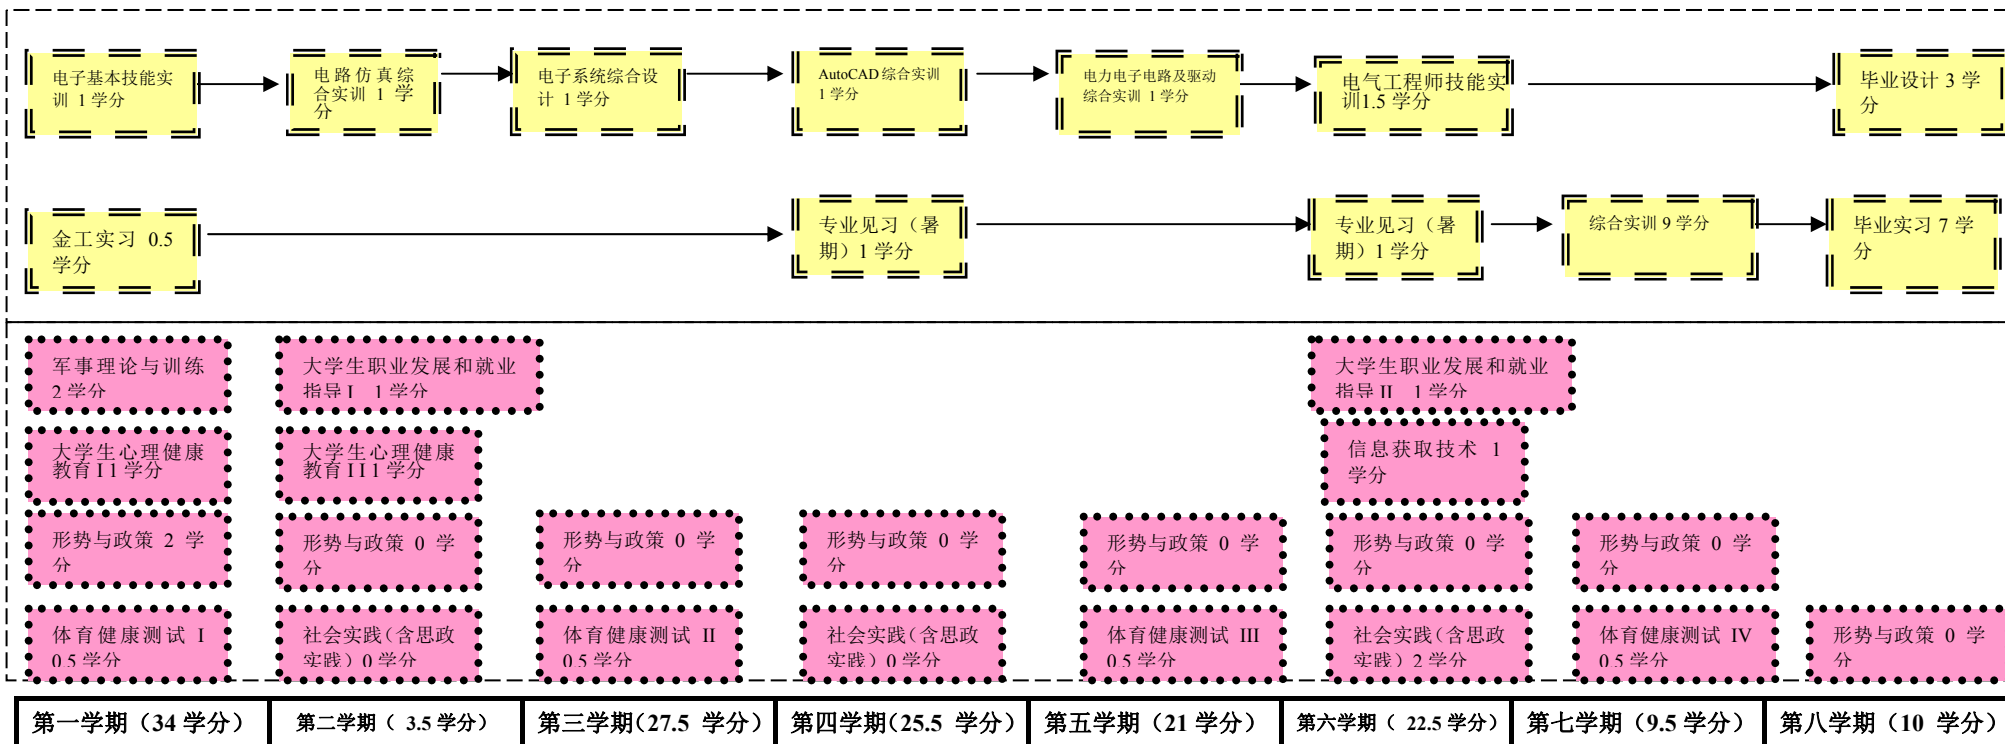 电子基本技能实
训 1 学分
电路仿真综
合实训 1 学
分
电子系统综合设
计 1 学分
AutoCAD 综合实训
1 学分
电力电子电路及驱动
综合实训 1 学分
电气工程师技能实
训1.5 学分
毕业设计 3 学
分
金工实习 0.5
学分
专业见习（暑
期）1 学分
专业见习（暑
期）1 学分
综合实训 9 学分
毕业实习 7 学
分
军事理论与训练
2 学分
大学生职业发展和就业
指导 I 1 学分
大学生职业发展和就业
指导 II 1 学分
大学生心理健康
教育 I 1 学分
大学生心理健康
教育 I I 1 学分
信息获取技术 1
学分
形势与政策 2 学
分
形势与政策 0 学
分
形势与政策 0 学
分
形势与政策 0 学
分
形势与政策 0 学
分
形势与政策 0 学
分
形势与政策 0 学
分
体育健康测试 I
0.5 学分
社会实践（含思政
实践）0 学分
体育健康测试 II
0.5 学分
社会实践（含思政
实践）0 学分
体育健康测试 III
0.5 学分
社会实践（含思政
实践）2 学分
体育健康测试 IV
0.5 学分
形势与政策 0 学
分
第一学期（34 学分）
第二学期（ 3.5 学分）
第三学期（27.5 学分）
第四学期（25.5 学分）
第五学期（21 学分）
第六学期（ 22.5 学分）
第七学期（9.5 学分）
第八学期（10 学分）